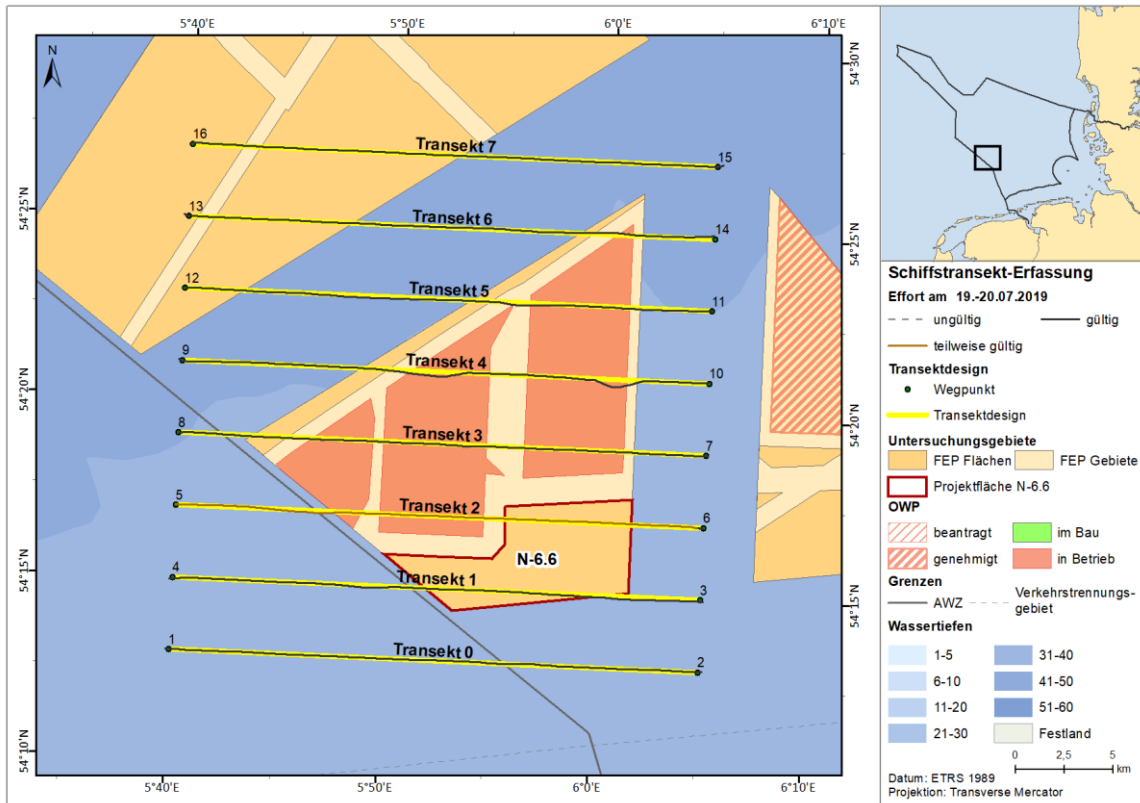 5°40'E
5°50'E
6°0'E
6°10'E
N
54°30'N
16
Transekt 7
15
54°25'N
13
Transekt 6
14
54°25'N
12
Transekt 5
11
9
Transekt 4
10
54°20'N
8
Transekt 3
7
54°20'N
5
Transekt 2
6
N-6.6
54°15'N
4
Transekt 1
3
54°15'N
1
Transekt 0
2
54°10'N
5°40'E
5°50'E
6°0'E
6°10'E
Schiffstransekt-Erfassung
Effort am 19.-20.07.2019
ungültig
gültig
teilweise gültig
Transektdesign
Wegpunkt
Transektdesign
Untersuchungsgebiete
FEP Flächen
FEP Gebiete
Projektfläche N-6.6
OWP
beantragt
im Bau
genehmigt
in Betrieb
Grenzen
AWZ
Verkehrstrennungs-
gebiet
Wassertiefen
1-5
31-40
6-10
41-50
11-20
51-60
21-30
Festland
0 2,5 5
km
Datum: ETRS 1989
Projektion: Transverse Mercator